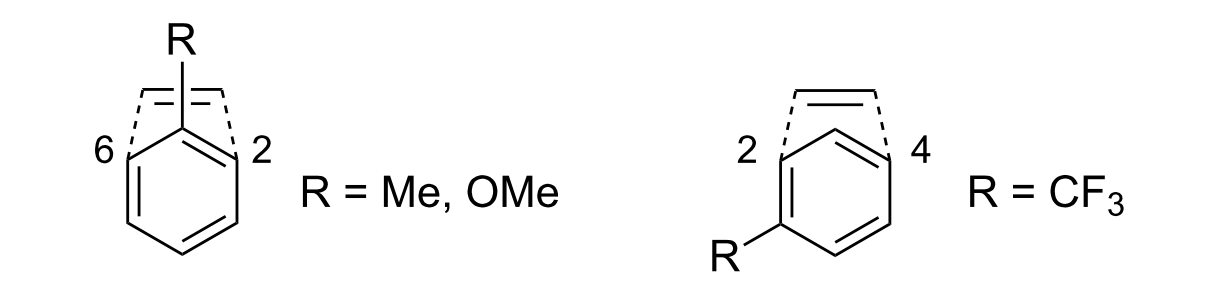 R
6 2
R = Me, OMe
2 4
R
R = CF₃